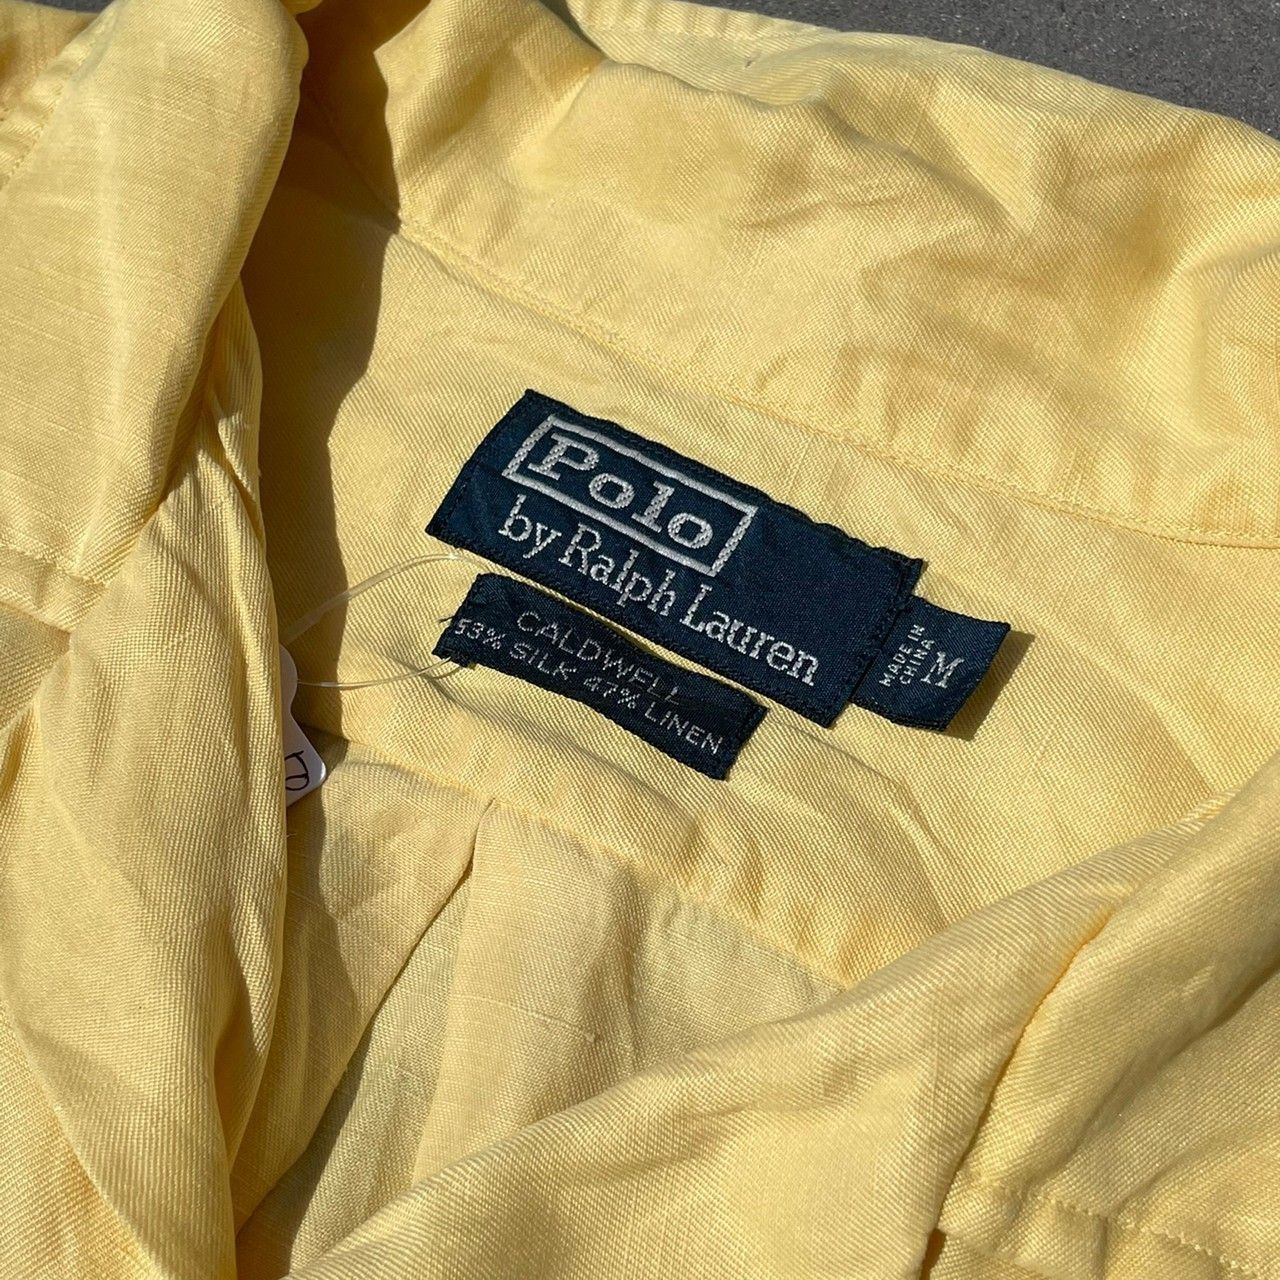 Polo
by Ralph Lauren
CALDWELL
53% SILK 47% LINEN
MADE IN
CHINA
M